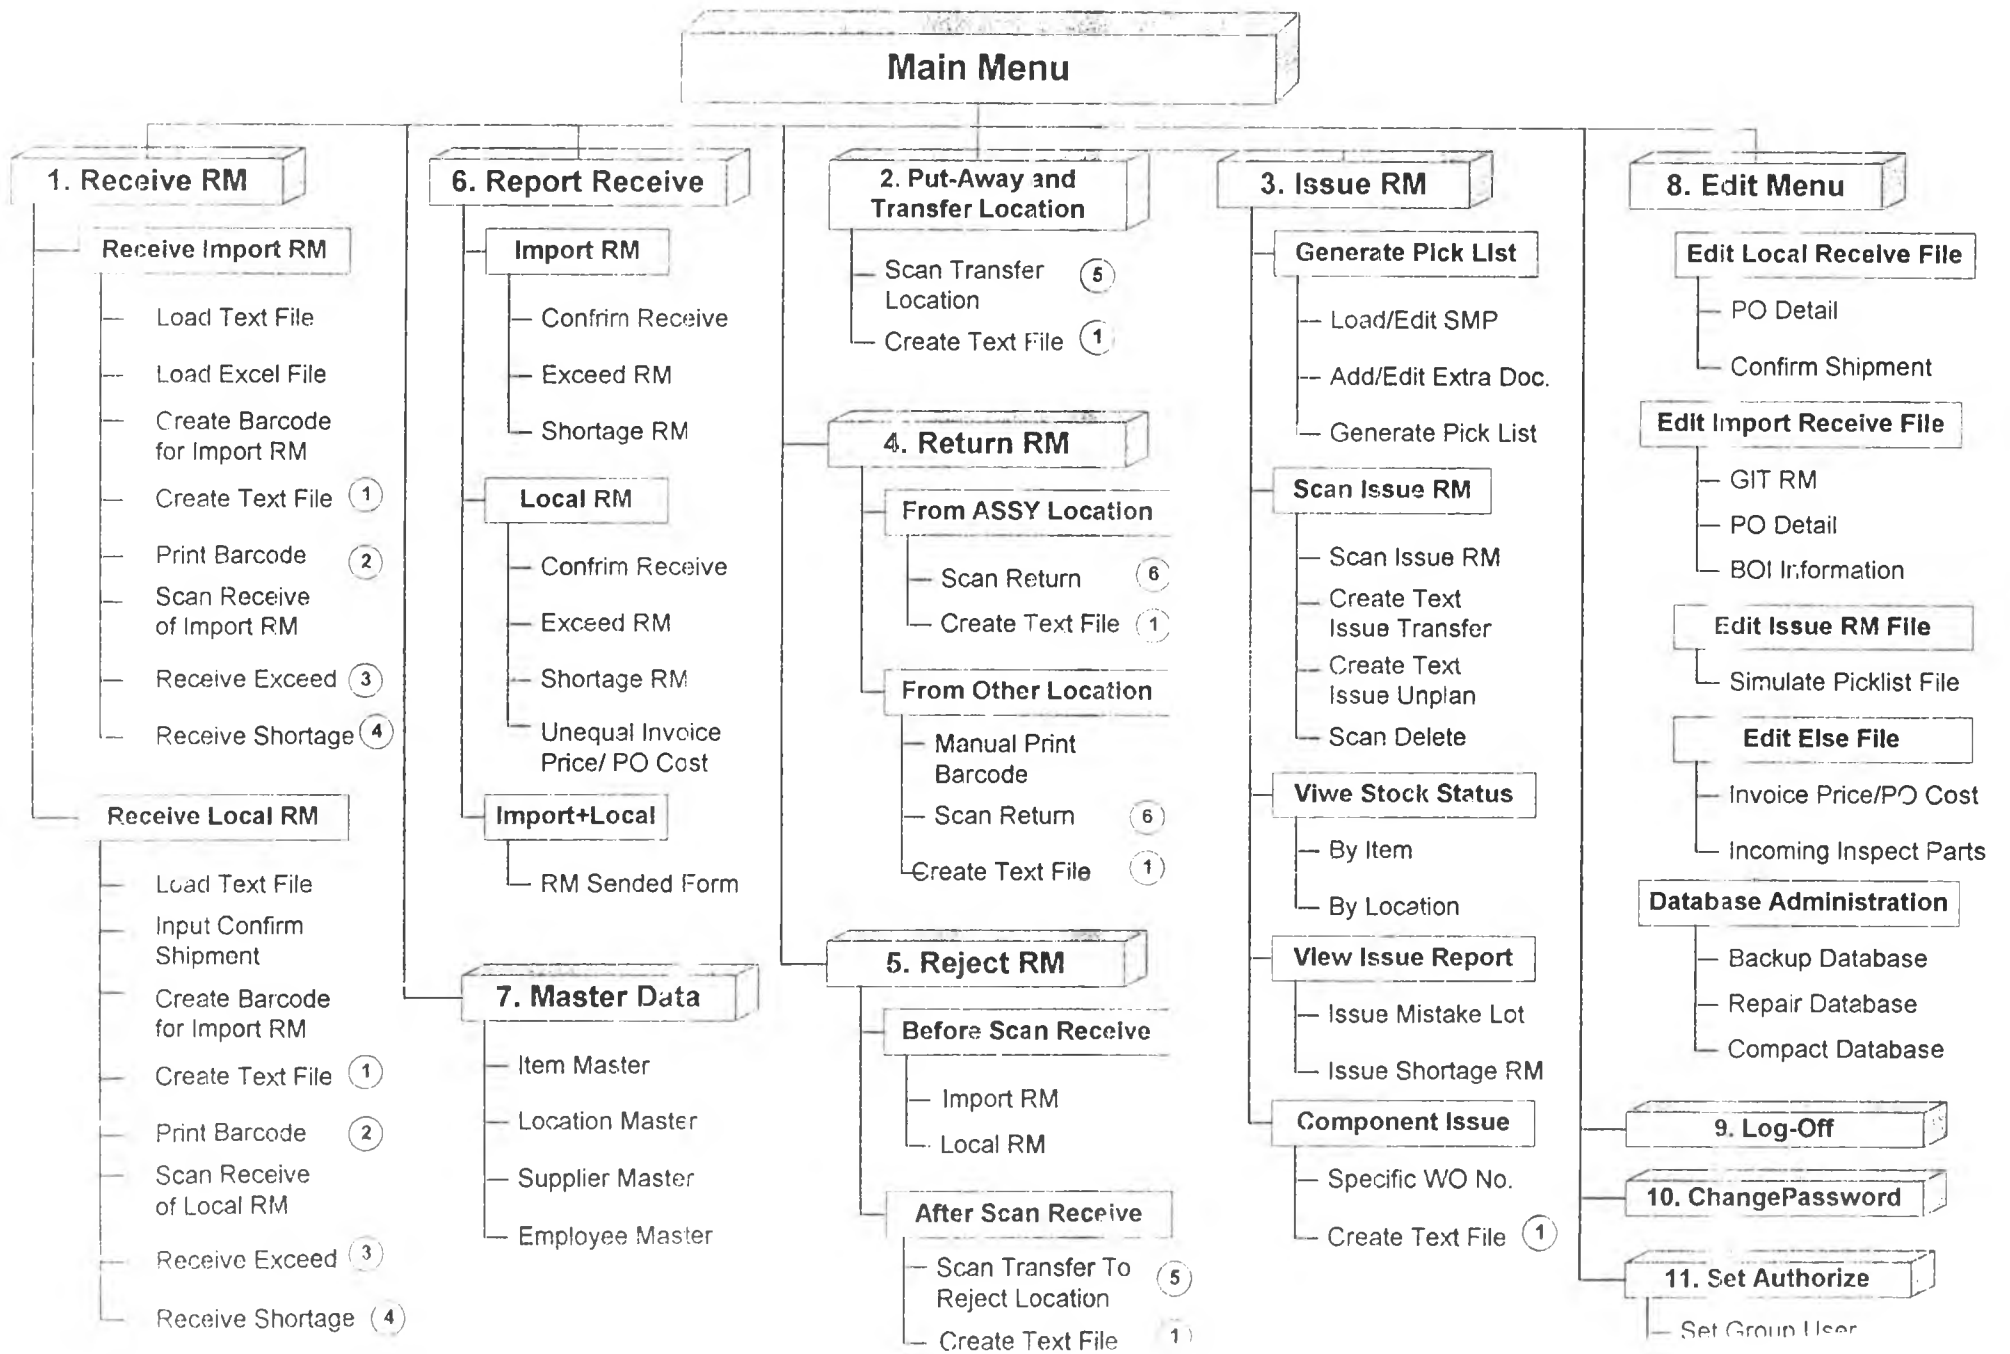 Main Menu
1. Receive RM
Receive Import RM
Load Text File
Load Excel File
Create Barcode
for Import RM
Create Text File 1
Print Barcode 2
Scan Receive
of Import RM
Receive Exceed 3
Receive Shortage 4
Receive Local RM
Load Text File
Input Confirm
Shipment
Create Barcode
for Import RM
Create Text File 1
Print Barcode 2
Scan Receive
of Local RM
Receive Exceed 3
Receive Shortage 4
6. Report Receive
Import RM
Confrim Receive
Exceed RM
Shortage RM
Local RM
Confrim Receive
Exceed RM
Shortage RM
Unequal Invoice
Price/ PO Cost
Import+Local
RM Sended Form
7. Master Data
Item Master
Location Master
Supplier Master
Employee Master
2. Put-Away and
Transfer Location
Scan Transfer
Location 5
Create Text File 1
4. Return RM
From ASSY Location
Scan Return 6
Create Text File 1
From Other Location
Manual Print
Barcode
Scan Return 6
Create Text File 1
5. Reject RM
Before Scan Receive
Import RM
Local RM
After Scan Receive
Scan Transfer To
Reject Location 5
Create Text File 1
3. Issue RM
Generate Pick List
Load/Edit SMP
Add/Edit Extra Doc.
Generate Pick List
Scan Issue RM
Scan Issue RM
Create Text
Issue Transfer
Create Text
Issue Unplan
Scan Delete
Viwe Stock Status
By Item
By Location
View Issue Report
Issue Mistake Lot
Issue Shortage RM
Component Issue
Specific WO No.
Create Text File 1
8. Edit Menu
Edit Local Receive File
PO Detail
Confirm Shipment
Edit Import Receive File
GIT RM
PO Detail
BOI Information
Edit Issue RM File
Simulate Picklist File
Edit Else File
Invoice Price/PO Cost
Incoming Inspect Parts
Database Administration
Backup Database
Repair Database
Compact Database
9. Log-Off
10. ChangePassword
11. Set Authorize
Set Group User